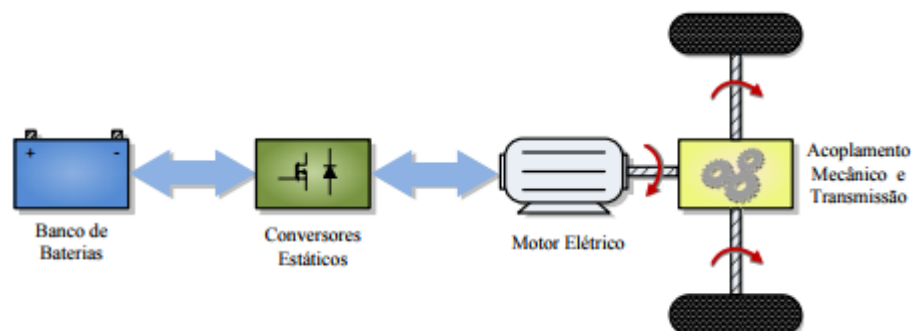 + -
Banco de
Baterias
Conversores
Estáticos
Motor Elétrico
Acoplamento
Mecânico e
Transmissão